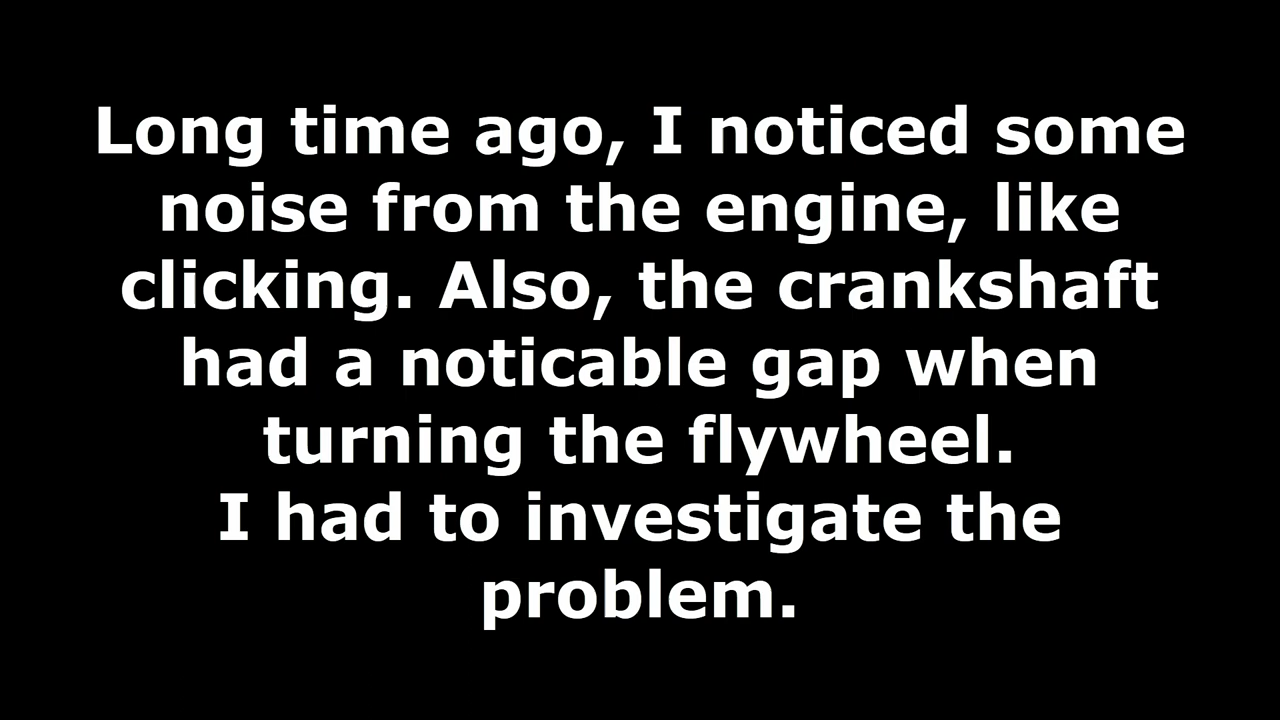 Long time ago, I noticed some
noise from the engine, like
clicking. Also, the crankshaft
had a noticable gap when
turning the flywheel.
I had to investigate the
problem.